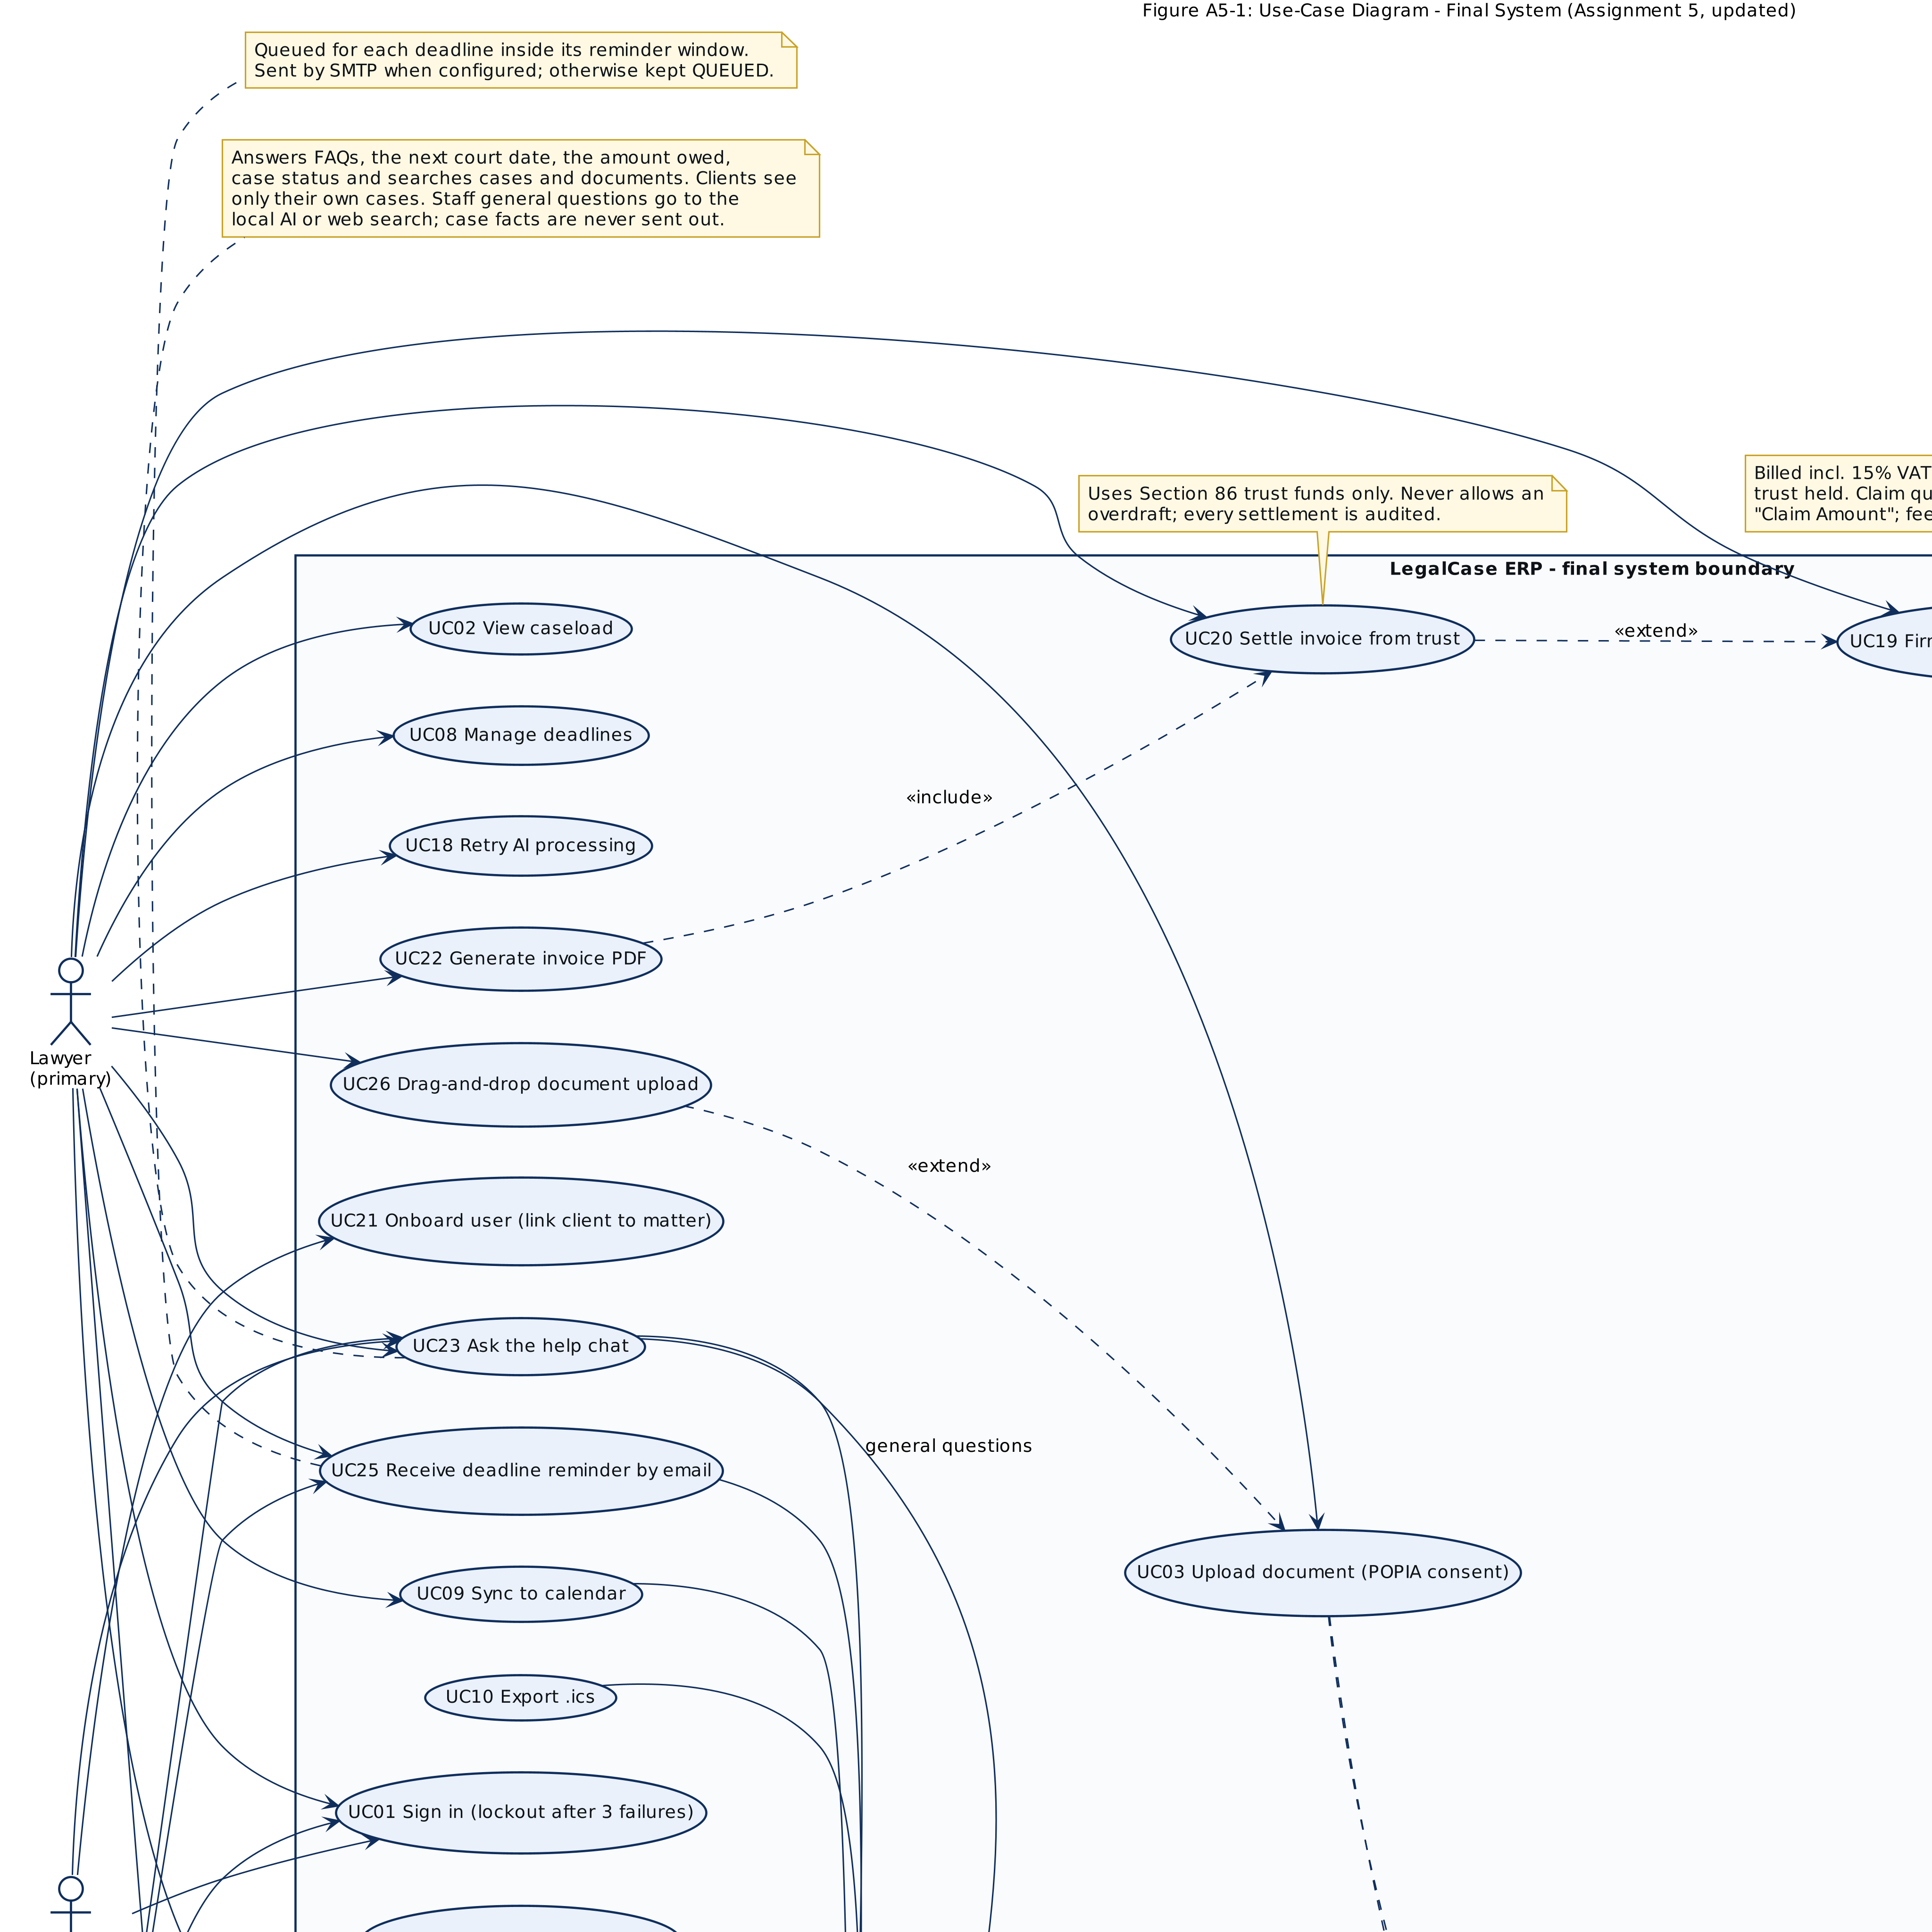 Figure A5-1: Use-Case Diagram - Final System (Assignment 5, updated)
Queued for each deadline inside its reminder window.
Sent by SMTP when configured; otherwise kept QUEUED.
Answers FAQs, the next court date, the amount owed,
case status and searches cases and documents. Clients see
only their own cases. Staff general questions go to the
local AI or web search; case facts are never sent out.
Uses Section 86 trust funds only. Never allows an
overdraft; every settlement is audited.
Billed incl. 15% VAT
trust held. Claim
"Claim Amount";
LegalCase ERP - final system boundary
UC02 View caseload
UC20 Settle invoice from trust
«extend»
UC19
UC08 Manage deadlines
«include»
UC18 Retry AI processing
UC22 Generate invoice PDF
Lawyer
(primary)
UC26 Drag-and-drop document upload
«extend»
UC21 Onboard user (link client to matter)
UC23 Ask the help chat
general questions
UC25 Receive deadline reminder by email
UC03 Upload document (POPIA consent)
UC09 Sync to calendar
UC10 Export .ics
UC01 Sign in (lockout after 3 failures)